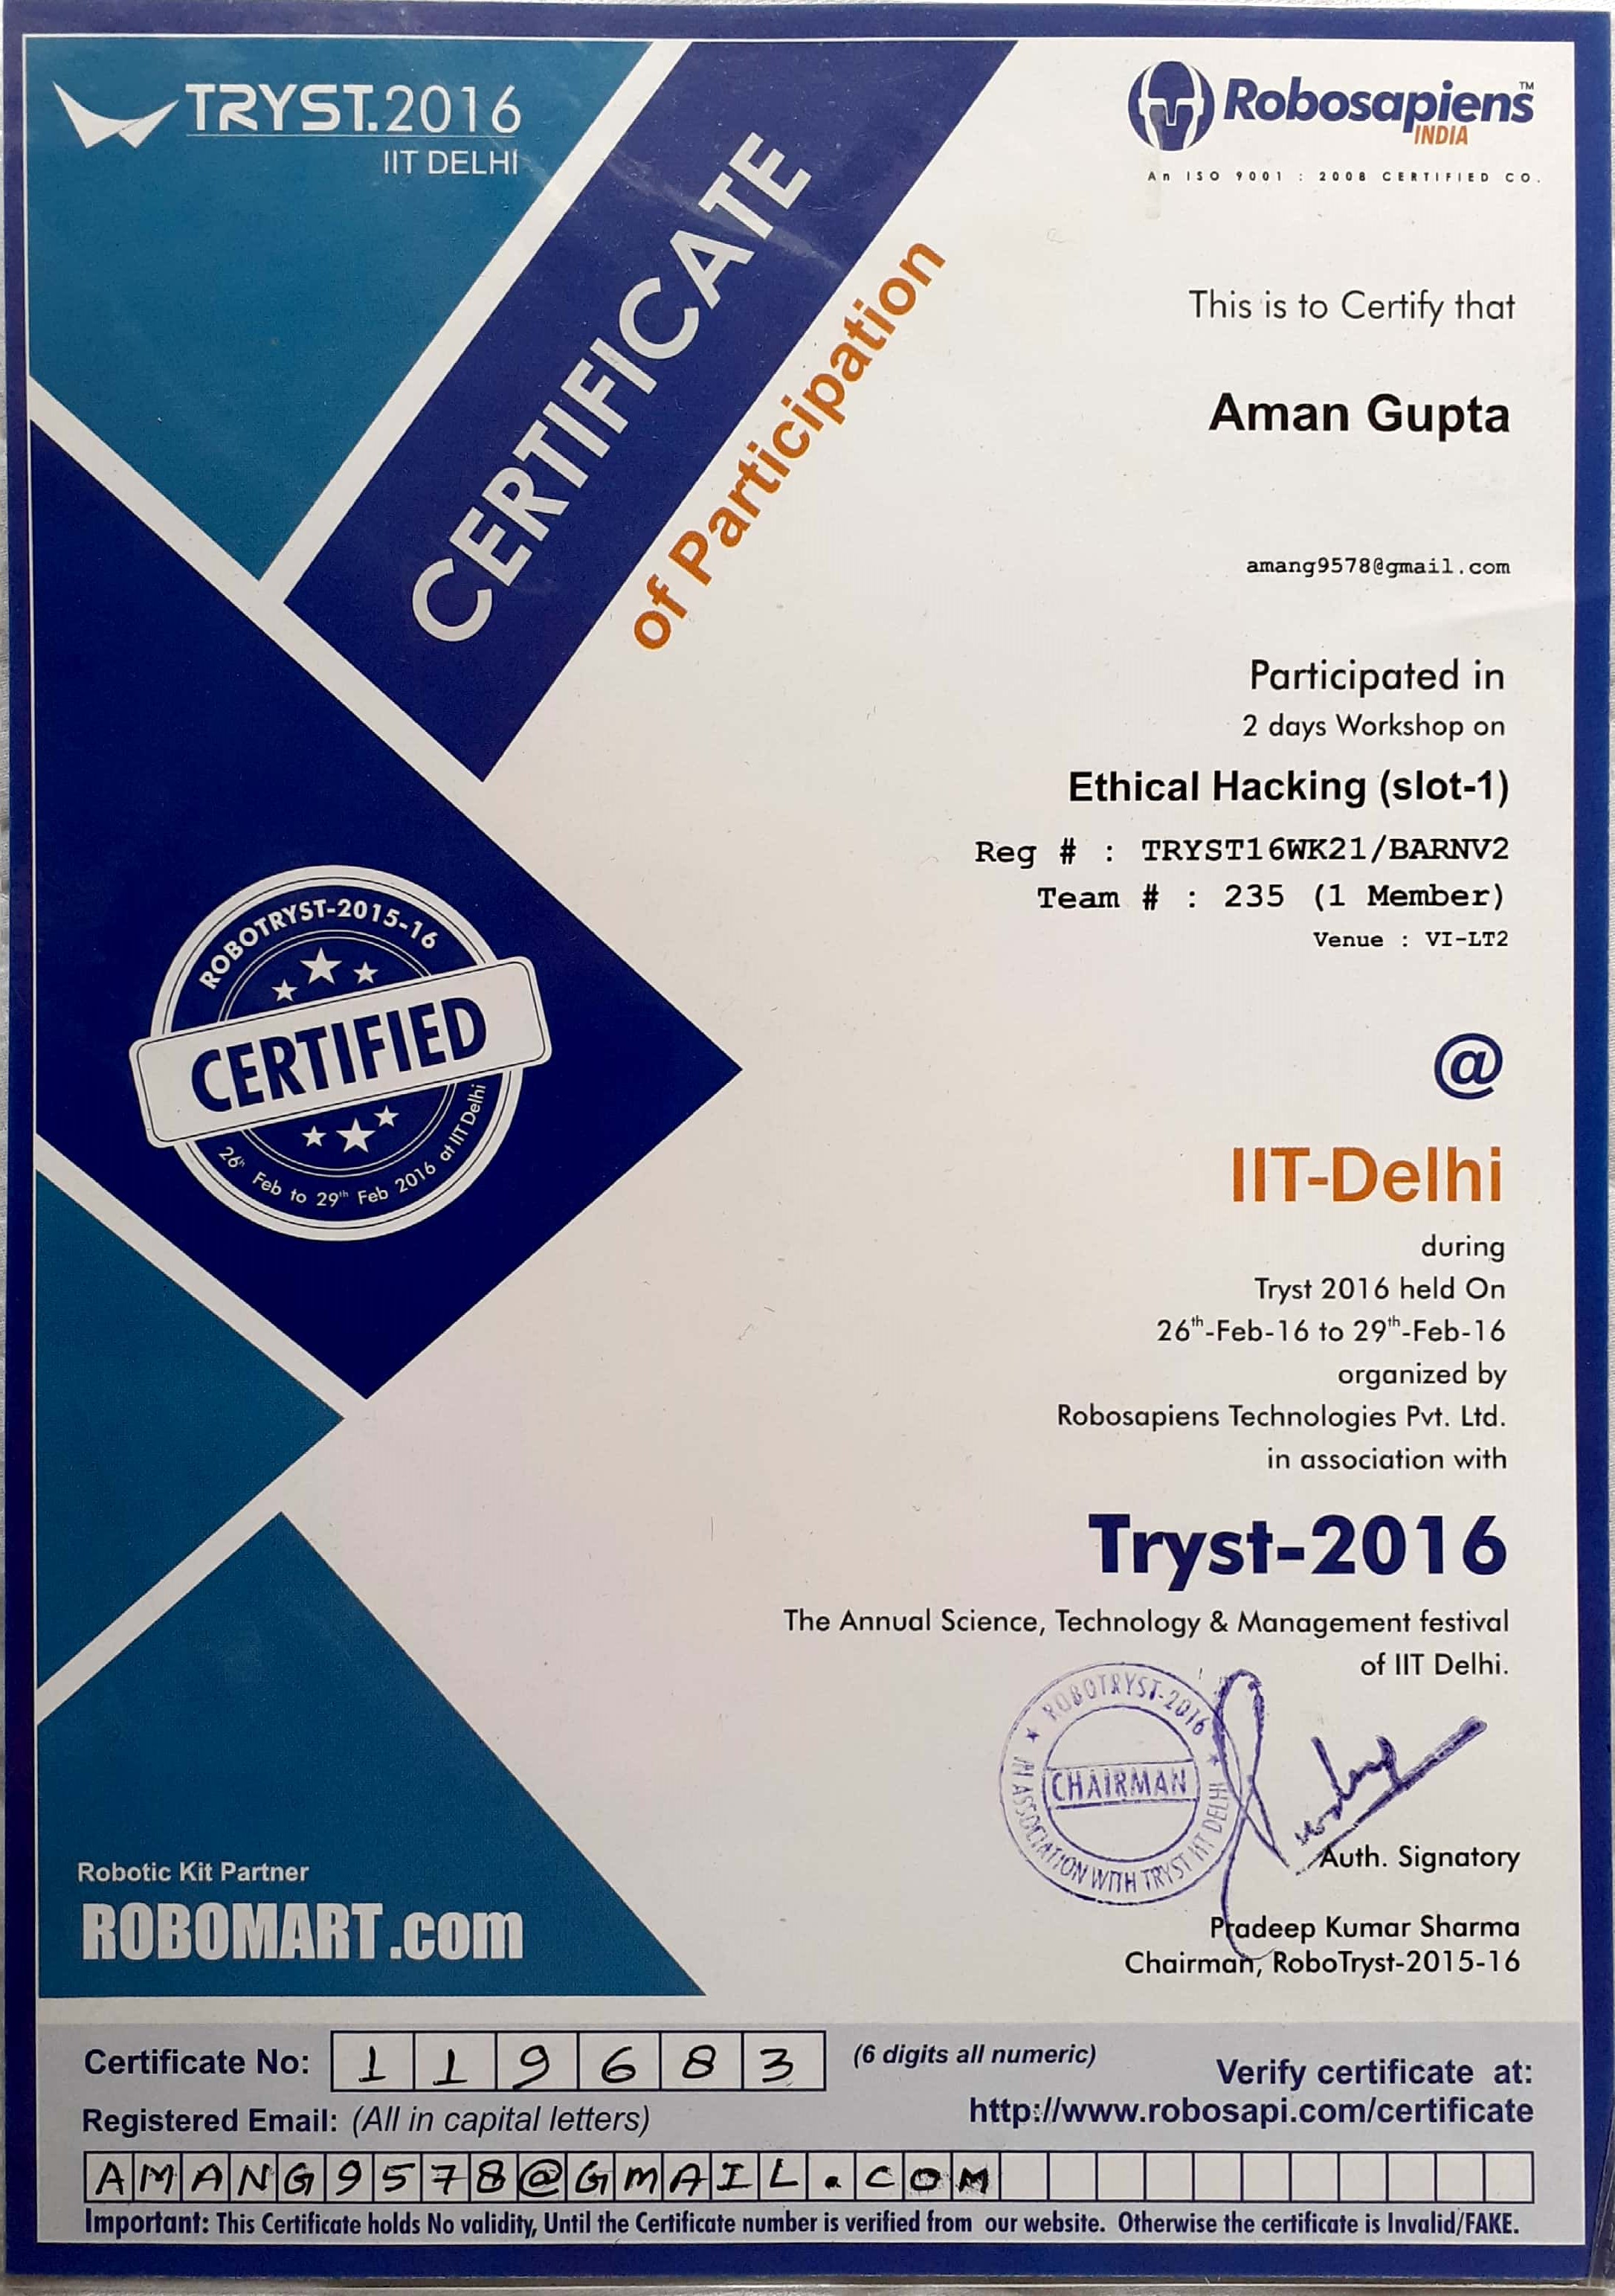 TRYST.2016
IIT DELHI
Robosapiens™
INDIA
An ISO 9001 : 2008 CERTIFIED CO.
CERTIFICATE
of Participation
This is to Certify that
Aman Gupta
amang9578@gmail.com
Participated in
2 days Workshop on
Ethical Hacking (slot-1)
Reg # : TRYST16WK21/BARNV2
Team # : 235 (1 Member)
Venue : VI-LT2
ROBOTRYST-2015-16
CERTIFIED
26th Feb to 29th Feb 2016 at IIT Delhi
@
IIT-Delhi
during
Tryst 2016 held On
26th-Feb-16 to 29th-Feb-16
organized by
Robosapiens Technologies Pvt. Ltd.
in association with
Tryst-2016
The Annual Science, Technology & Management festival
of IIT Delhi.
ROBOTRYST-2016
CHAIRMAN
IN ASSOCIATION WITH TRYST IIT DELHI
Auth. Signatory
Pradeep Kumar Sharma
Chairman, RoboTryst-2015-16
Robotic Kit Partner
ROBOMART.com
Certificate No: 119683 (6 digits all numeric)
Verify certificate at:
http://www.robosapi.com/certificate
Registered Email: (All in capital letters)
AMANG9578@GMAIL.COM
Important: This Certificate holds No validity, Until the Certificate number is verified from our website. Otherwise the certificate is Invalid/FAKE.